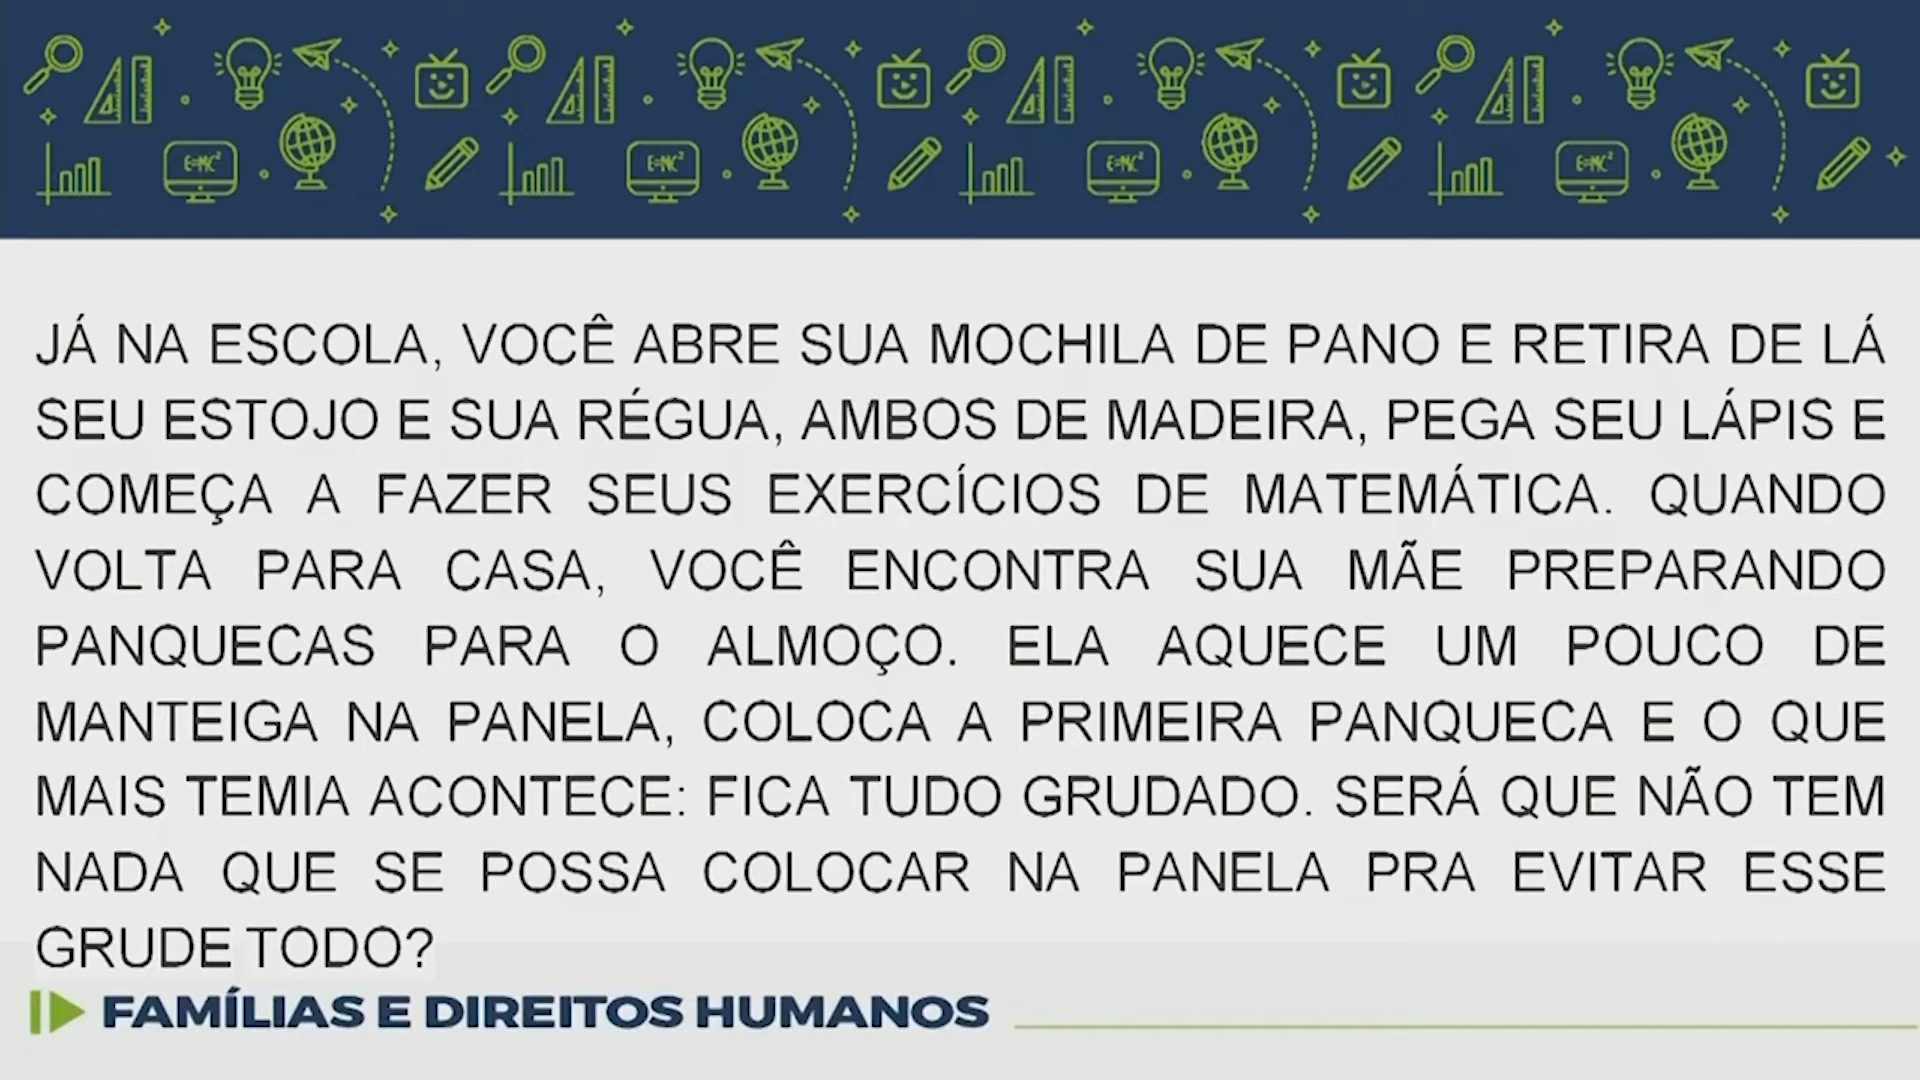 E=MC² E=MC² E=MC² E=MC²
JÁ NA ESCOLA, VOCÊ ABRE SUA MOCHILA DE PANO E RETIRA DE LÁ
SEU ESTOJO E SUA RÉGUA, AMBOS DE MADEIRA, PEGA SEU LÁPIS E
COMEÇA A FAZER SEUS EXERCÍCIOS DE MATEMÁTICA. QUANDO
VOLTA PARA CASA, VOCÊ ENCONTRA SUA MÃE PREPARANDO
PANQUECAS PARA O ALMOÇO. ELA AQUECE UM POUCO DE
MANTEIGA NA PANELA, COLOCA A PRIMEIRA PANQUECA E O QUE
MAIS TEMIA ACONTECE: FICA TUDO GRUDADO. SERÁ QUE NÃO TEM
NADA QUE SE POSSA COLOCAR NA PANELA PRA EVITAR ESSE
GRUDE TODO?
FAMÍLIAS E DIREITOS HUMANOS